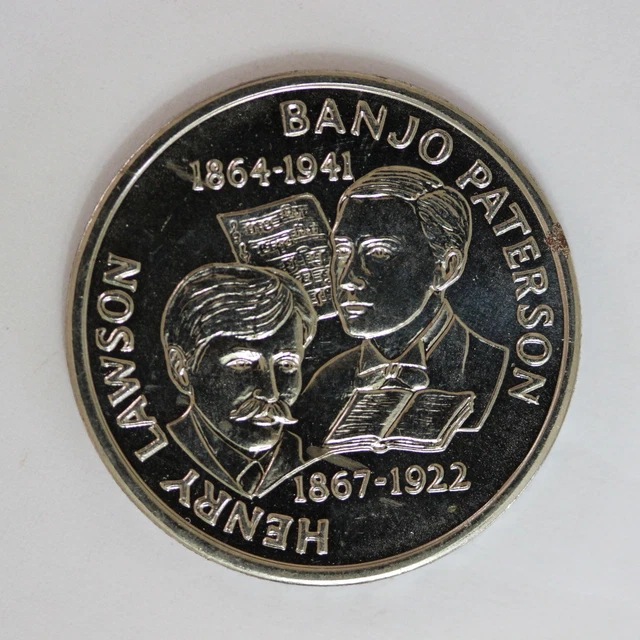 BANJO PATERSON
1864-1941
HENRY LAWSON
1867-1922